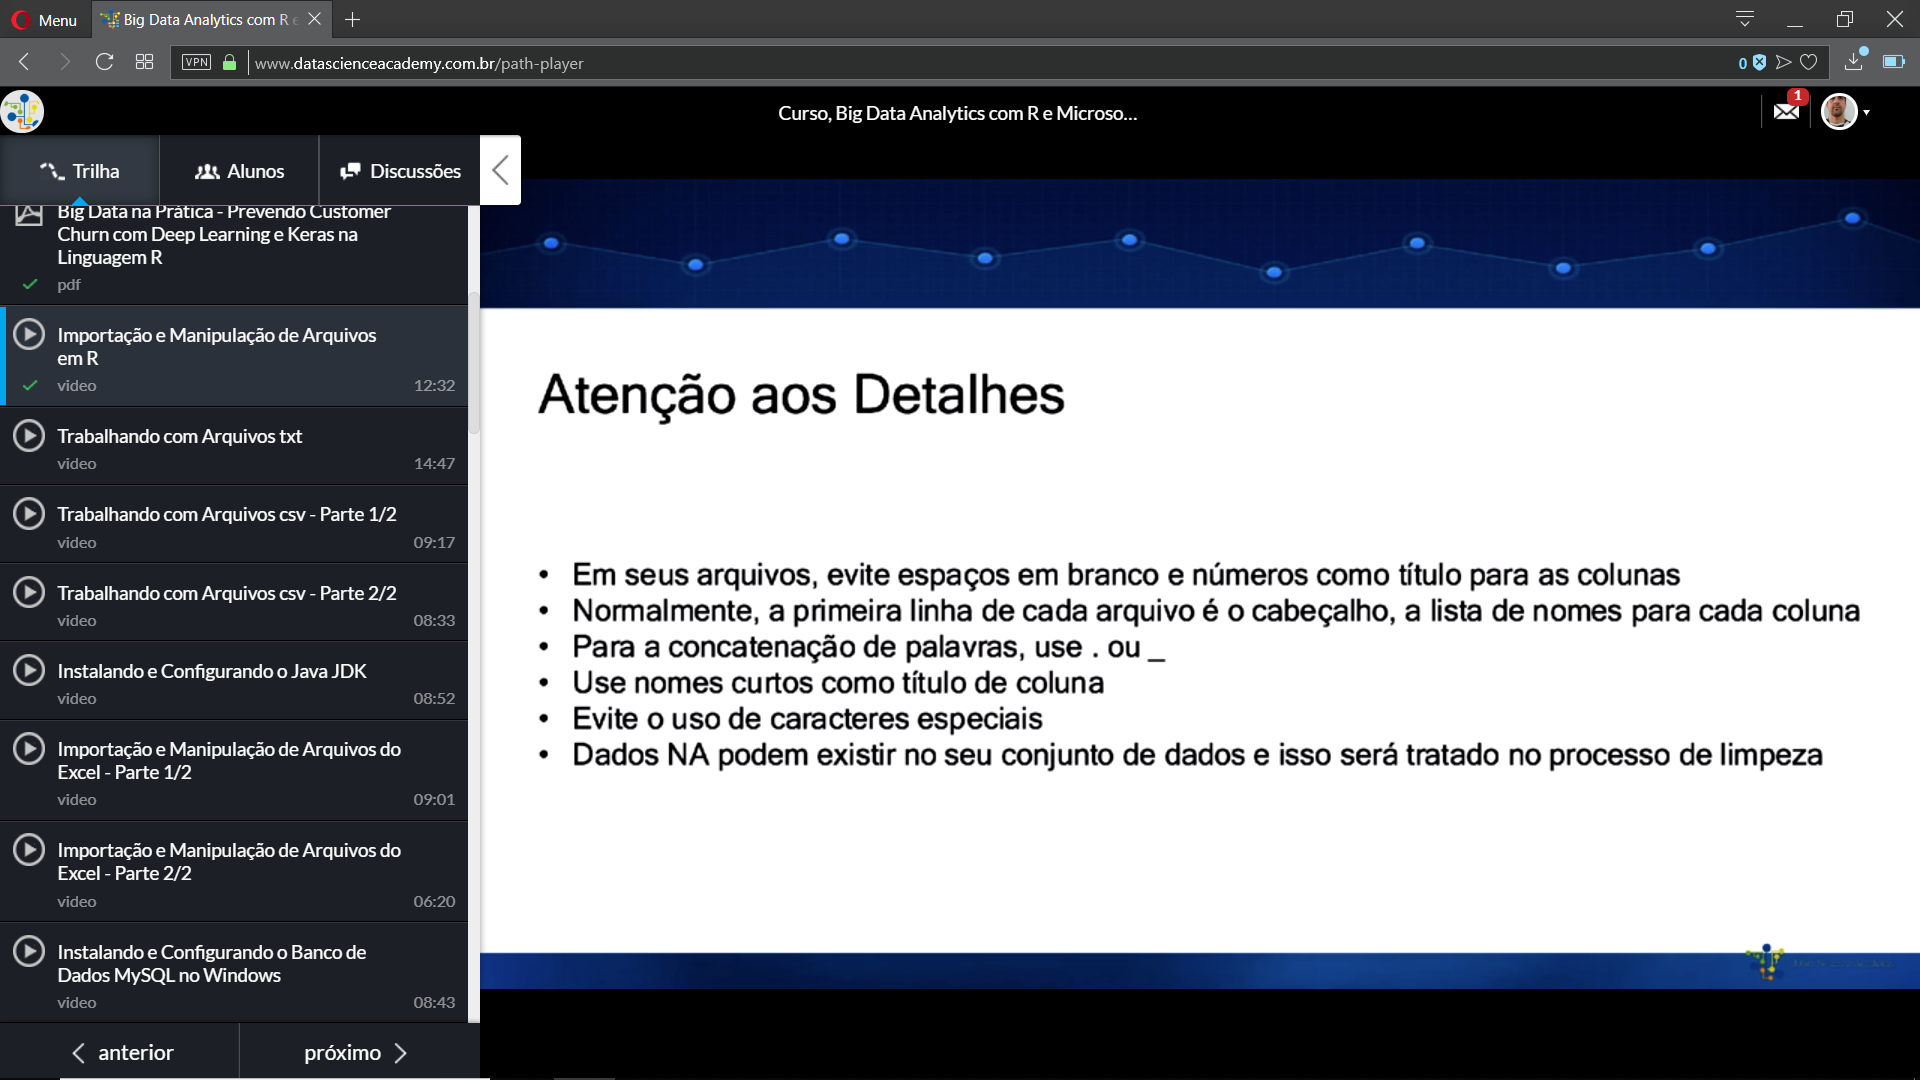 Menu
Big Data Analytics com R e
VPN
www.datascienceacademy.com.br/path-player
0
Curso, Big Data Analytics com R e Microso...
1
Trilha
Alunos
Discussões
Big Data na Prática - Prevendo Customer
Churn com Deep Learning e Keras na
Linguagem R
pdf
Importação e Manipulação de Arquivos
em R
video
12:32
Trabalhando com Arquivos txt
video
14:47
Trabalhando com Arquivos csv - Parte 1/2
video
09:17
Trabalhando com Arquivos csv - Parte 2/2
video
08:33
Instalando e Configurando o Java JDK
video
08:52
Importação e Manipulação de Arquivos do
Excel - Parte 1/2
video
09:01
Importação e Manipulação de Arquivos do
Excel - Parte 2/2
video
06:20
Instalando e Configurando o Banco de
Dados MySQL no Windows
video
08:43
anterior
próximo
Atenção aos Detalhes
• Em seus arquivos, evite espaços em branco e números como título para as colunas
• Normalmente, a primeira linha de cada arquivo é o cabeçalho, a lista de nomes para cada coluna
• Para a concatenação de palavras, use . ou _
• Use nomes curtos como título de coluna
• Evite o uso de caracteres especiais
• Dados NA podem existir no seu conjunto de dados e isso será tratado no processo de limpeza